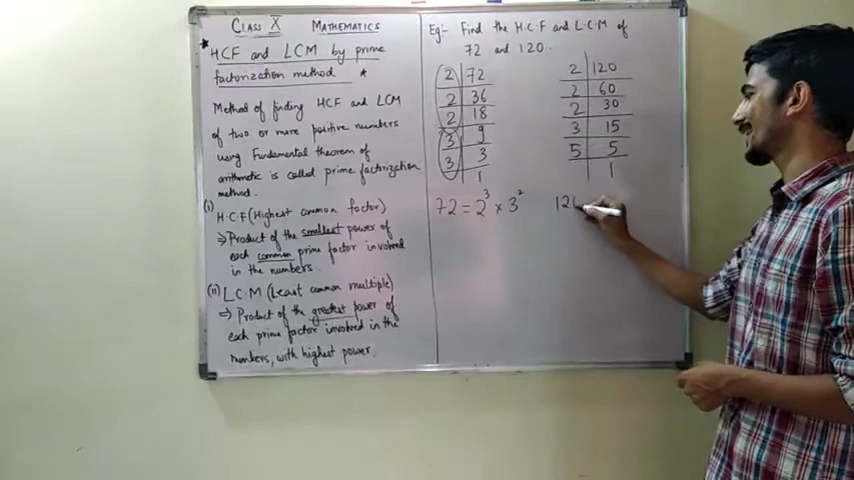 CLASS X MATHEMATICS
* HCF and LCM by prime
factorization method *
Method of finding HCF and LCM
of two or more positive numbers
using Fundamental theorem of
arithmetic is called prime factorization
method.
(i) H.C.F (Highest common factor)
⇒ Product of the smallest power of
each common prime factor involved
in the numbers.
(ii) L.C.M (Least common multiple)
⇒ Product of the greatest power of
each prime factor involved in the
numbers, with highest power.
Eg:- Find the H.C.F and L.C.M of
72 and 120.
2 | 72
2 | 36
2 | 18
3 | 9
3 | 3
1
2 | 120
2 | 60
2 | 30
3 | 15
5 | 5
1
72 = 2³ × 3²
12